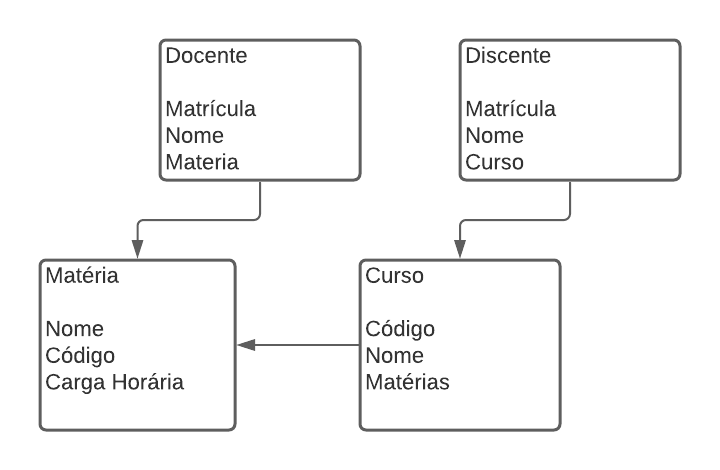 Docente
Matrícula
Nome
Materia
Discente
Matrícula
Nome
Curso
Matéria
Nome
Código
Carga Horária
Curso
Código
Nome
Matérias